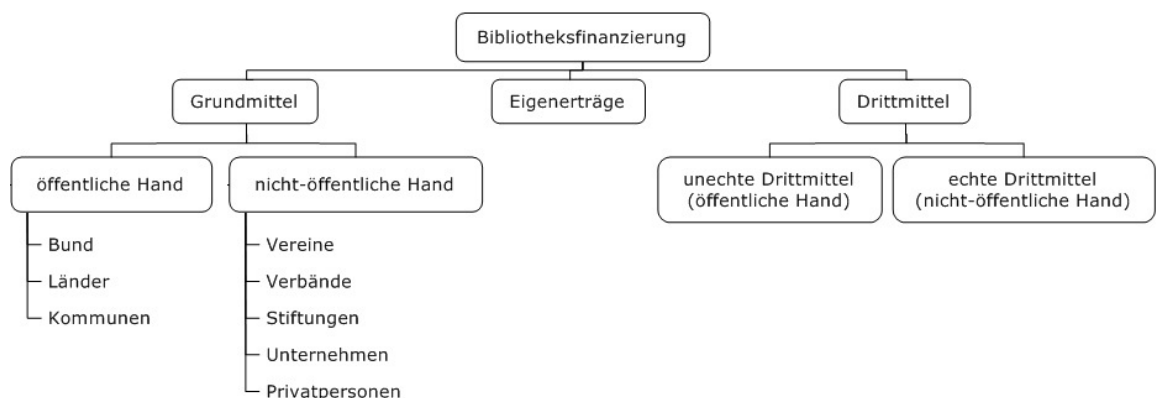 Bibliotheksfinanzierung
Grundmittel
Eigenerträge
Drittmittel
öffentliche Hand
nicht-öffentliche Hand
unechte Drittmittel
(öffentliche Hand)
echte Drittmittel
(nicht-öffentliche Hand)
Bund
Länder
Kommunen
Vereine
Verbände
Stiftungen
Unternehmen
Privatpersonen